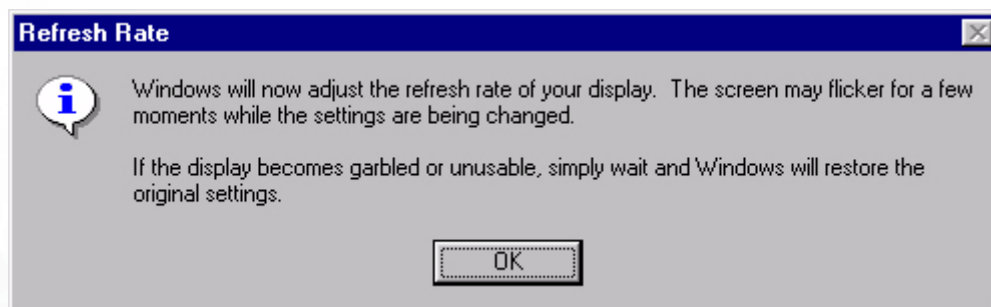 Refresh Rate
Windows will now adjust the refresh rate of your display.  The screen may flicker for a few
moments while the settings are being changed.
If the display becomes garbled or unusable, simply wait and Windows will restore the
original settings.
OK